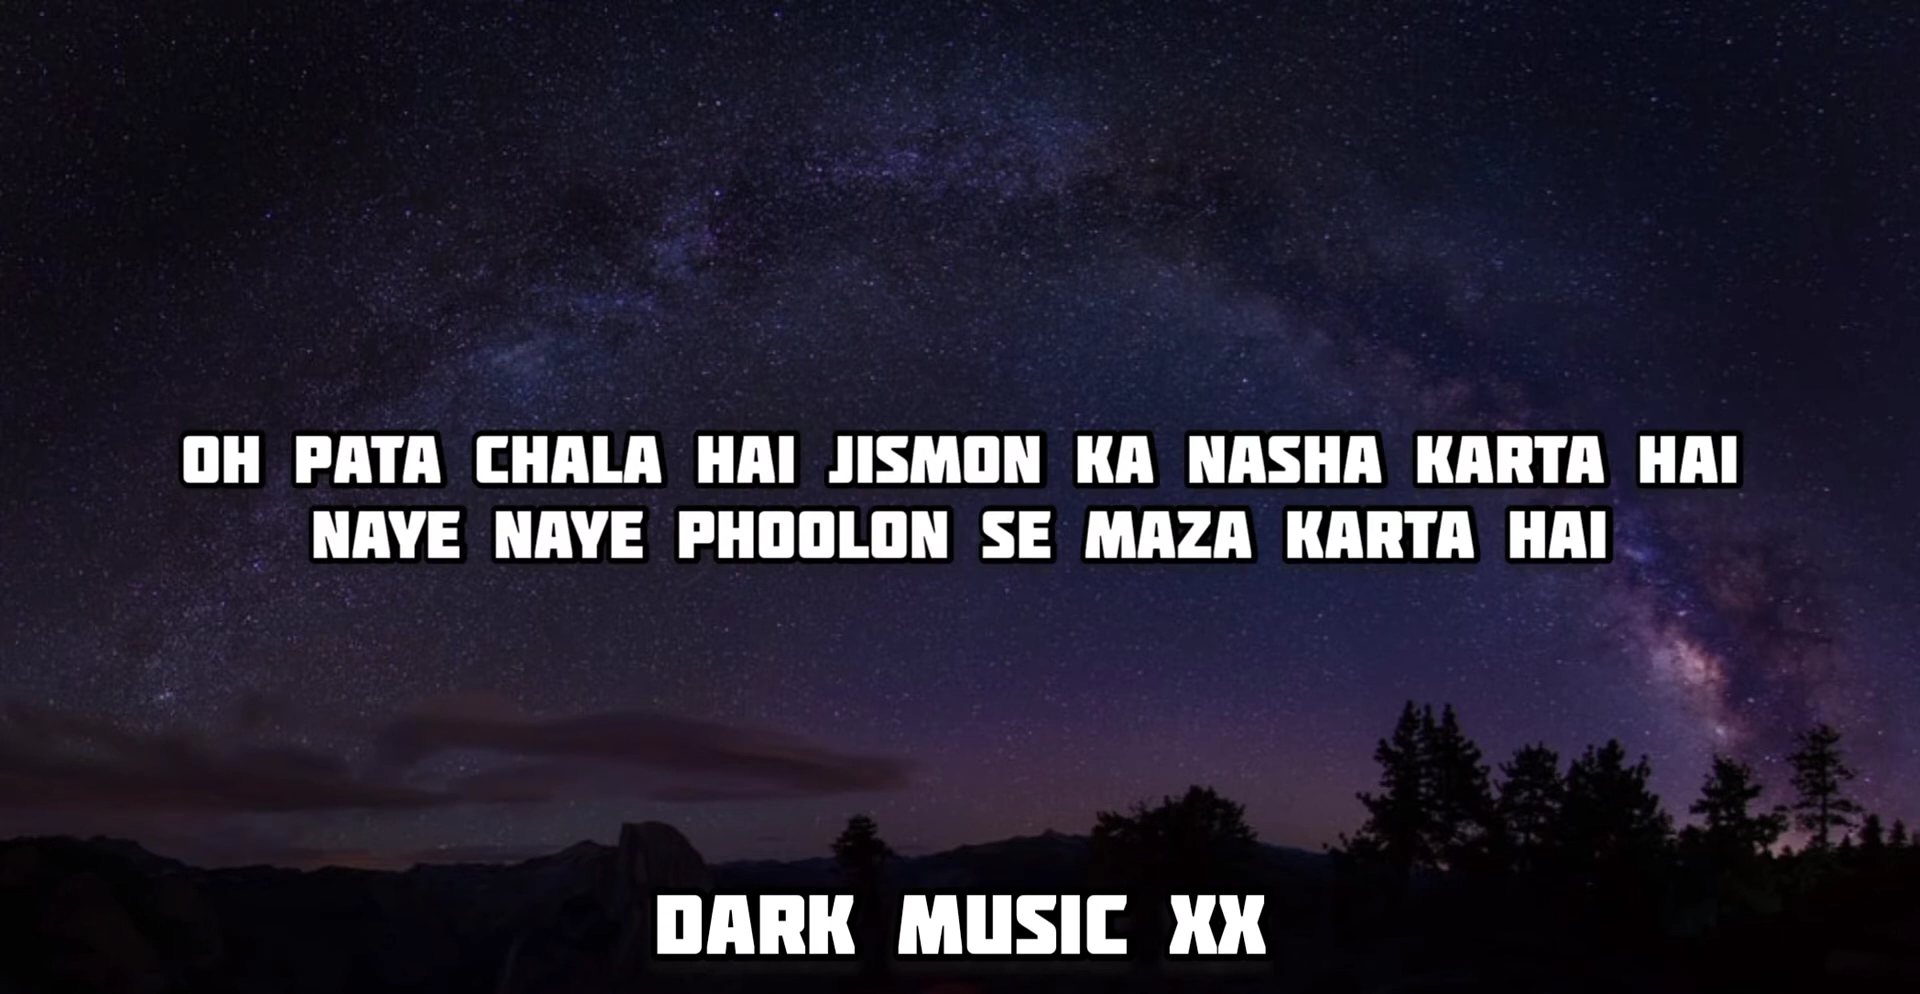 OH PATA CHALA HAI JISMON KA NASHA KARTA HAI
NAYE NAYE PHOOLON SE MAZA KARTA HAI
DARK MUSIC XX